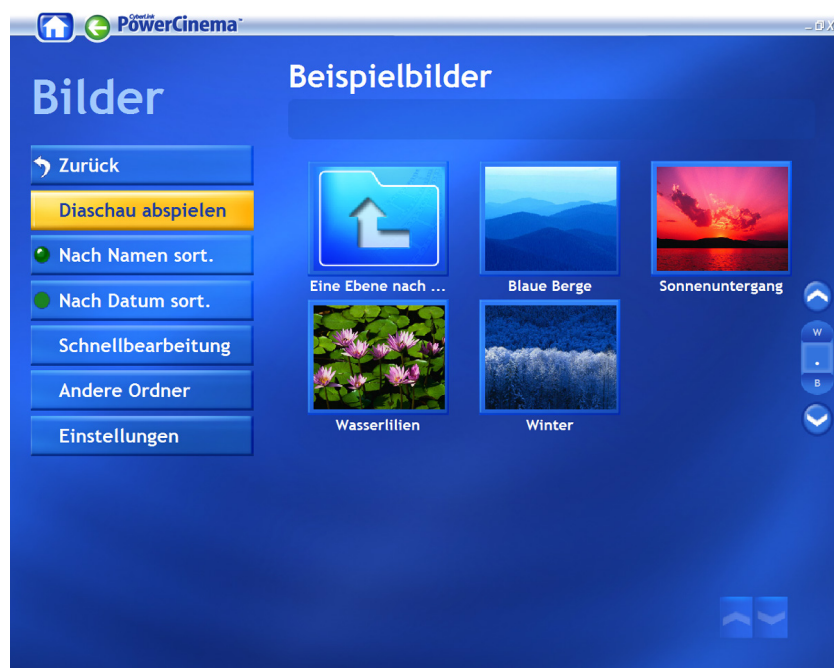 CyberLink
PowerCinema
Bilder
Beispielbilder
Zurück
Diaschau abspielen
Nach Namen sort.
Nach Datum sort.
Schnellbearbeitung
Andere Ordner
Einstellungen
Eine Ebene nach ...
Blaue Berge
Sonnenuntergang
Wasserlilien
Winter
W
.
B